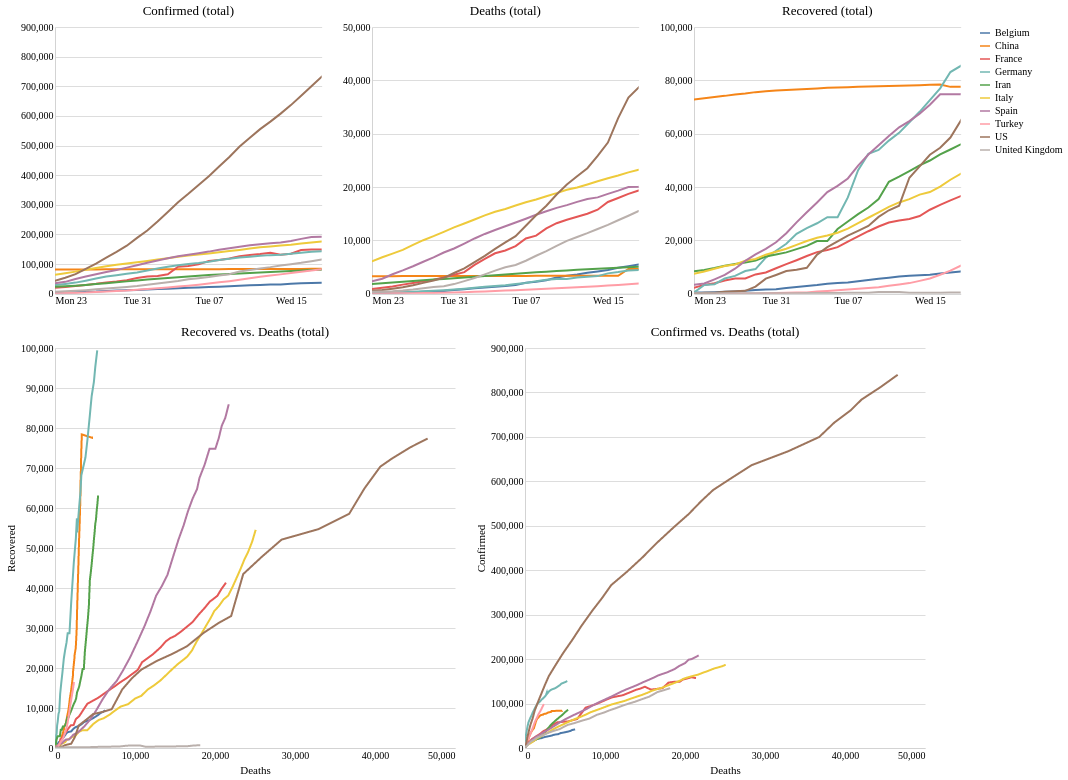 Confirmed (total)
900,000
800,000
700,000
600,000
500,000
400,000
300,000
200,000
100,000
0
Mon 23 Tue 31 Tue 07 Wed 15
Deaths (total)
50,000
40,000
30,000
20,000
10,000
0
Mon 23 Tue 31 Tue 07 Wed 15
Recovered (total)
100,000
80,000
60,000
40,000
20,000
0
Mon 23 Tue 31 Tue 07 Wed 15
Belgium
China
France
Germany
Iran
Italy
Spain
Turkey
US
United Kingdom
Recovered vs. Deaths (total)
100,000
90,000
80,000
70,000
60,000
50,000
40,000
30,000
20,000
10,000
0
Recovered
0 10,000 20,000 30,000 40,000 50,000
Deaths
Confirmed vs. Deaths (total)
900,000
800,000
700,000
600,000
500,000
400,000
300,000
200,000
100,000
0
Confirmed
0 10,000 20,000 30,000 40,000 50,000
Deaths